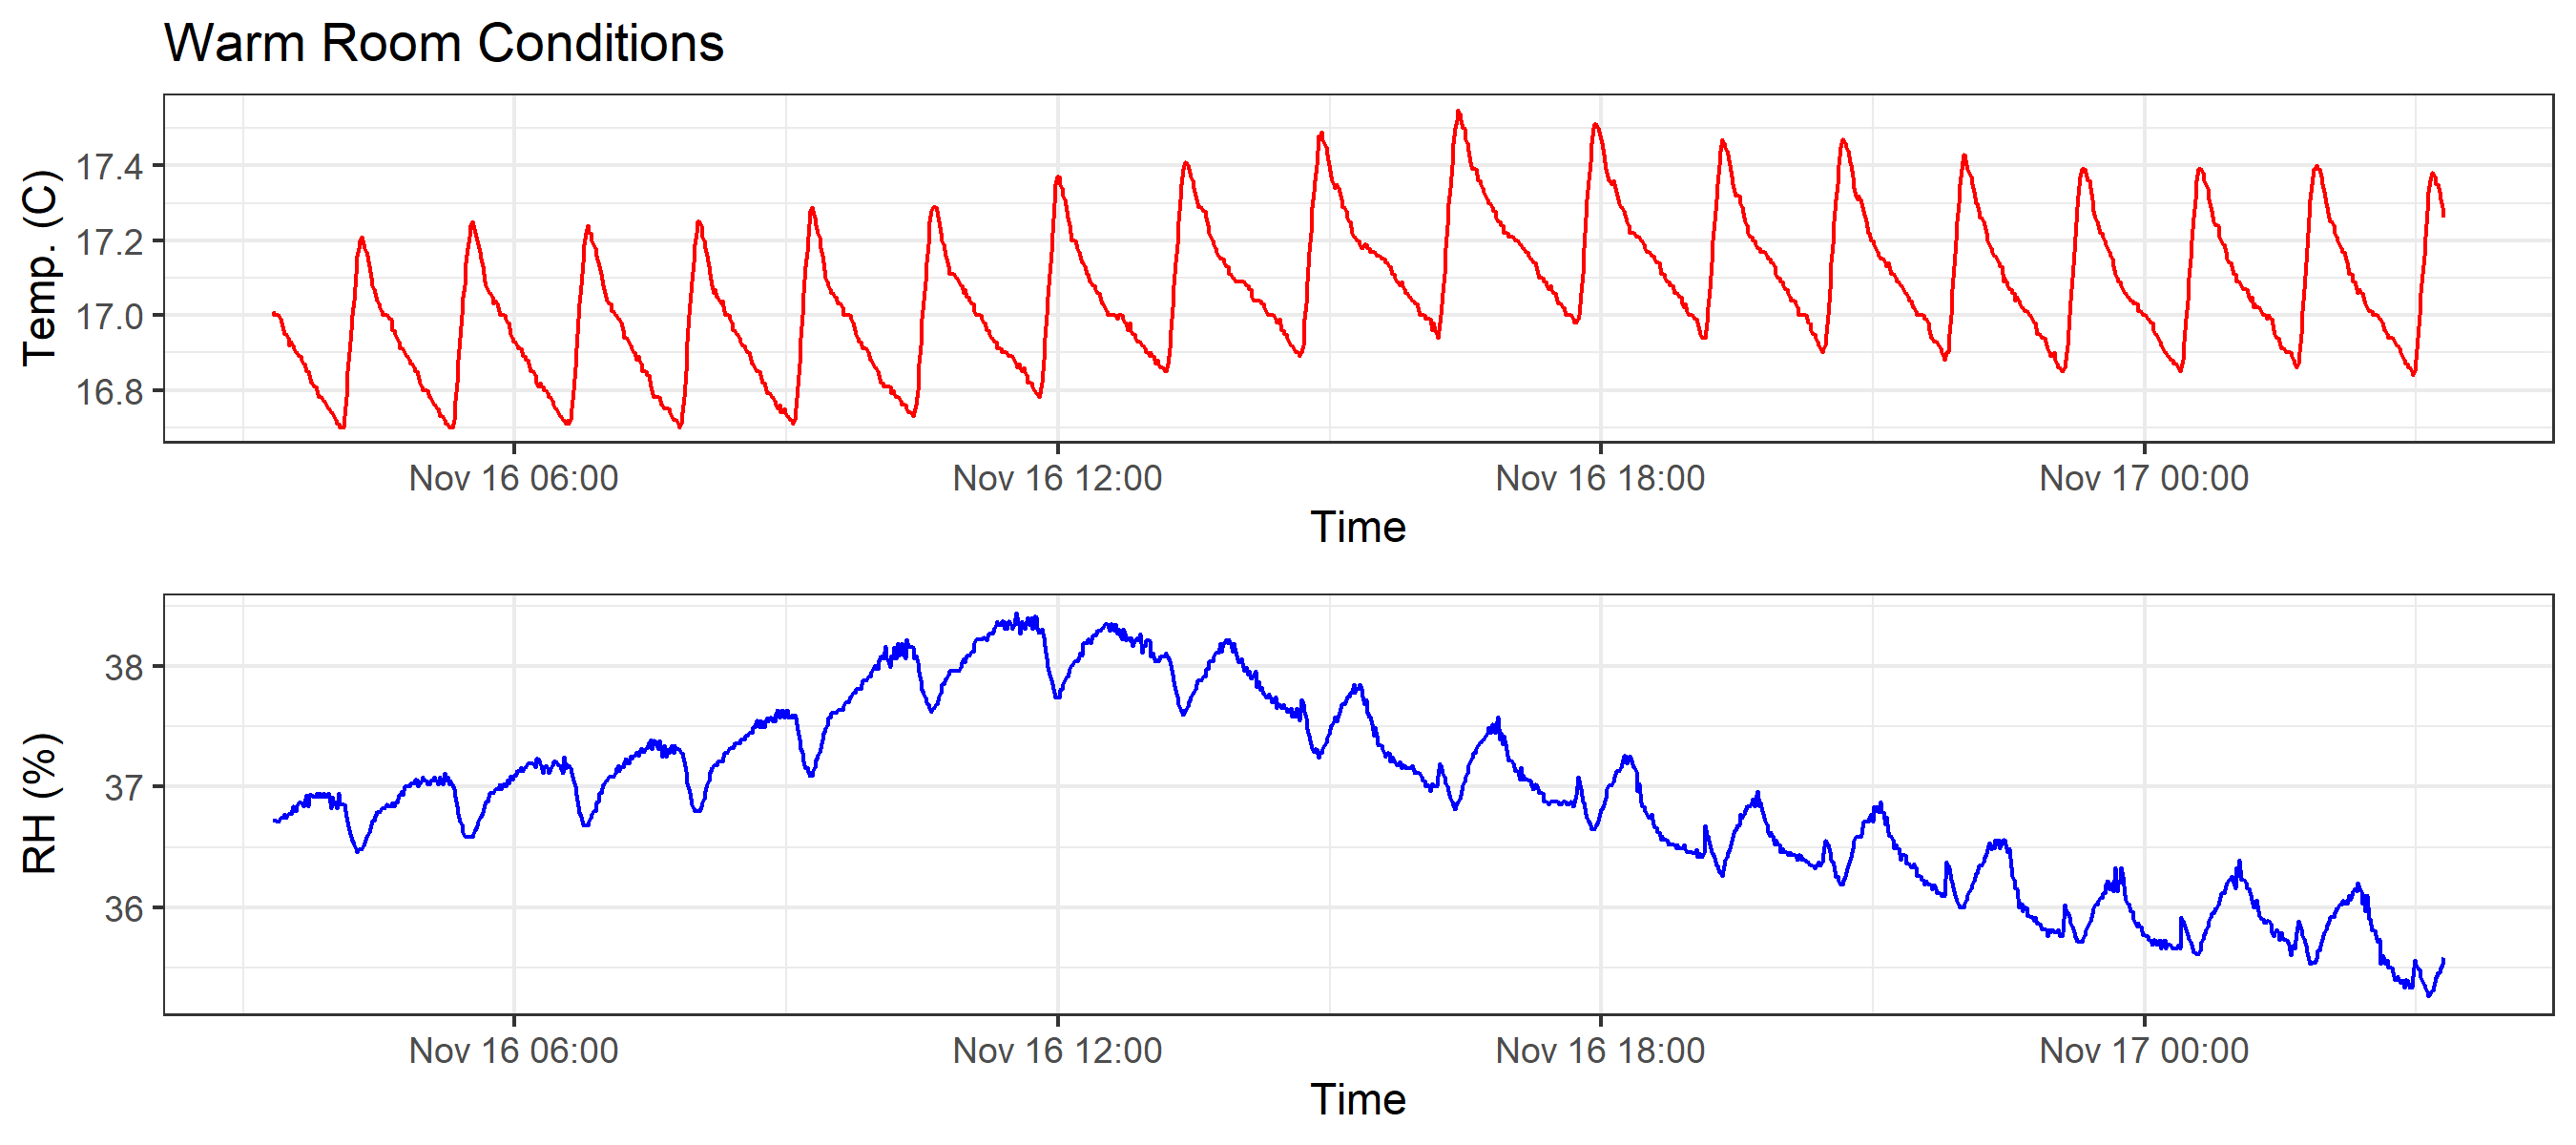 Warm Room Conditions
Temp. (C)
17.4
17.2
17.0
16.8
Nov 16 06:00 Nov 16 12:00 Nov 16 18:00 Nov 17 00:00
Time
RH (%)
38
37
36
Nov 16 06:00 Nov 16 12:00 Nov 16 18:00 Nov 17 00:00
Time